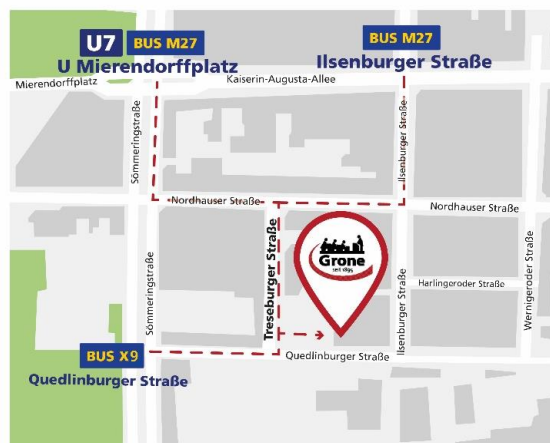 U7 BUS M27
U Mierendorffplatz
BUS M27
Ilsenburger Straße
Mierendorffplatz
Kaiserin-Augusta-Allee
Sömmeringstraße
Ilsenburger Straße
Nordhauser Straße
Nordhauser Straße
Treseburger Straße
Grone
seit 1895
Sömmeringstraße
Ilsenburger Straße
Harlingeroder Straße
Wernigeroder Straße
BUS X9
Quedlinburger Straße
Quedlinburger Straße